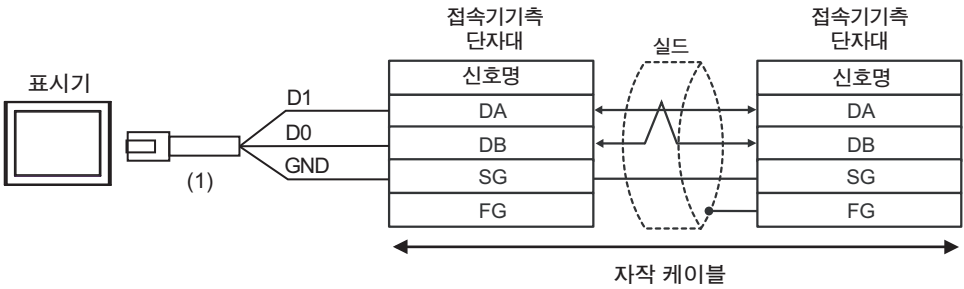 접속기기측
단자대
접속기기측
단자대
실드
표시기
신호명
신호명
D1
DA
DA
D0
DB
DB
GND
SG
SG
(1)
FG
FG
자작 케이블